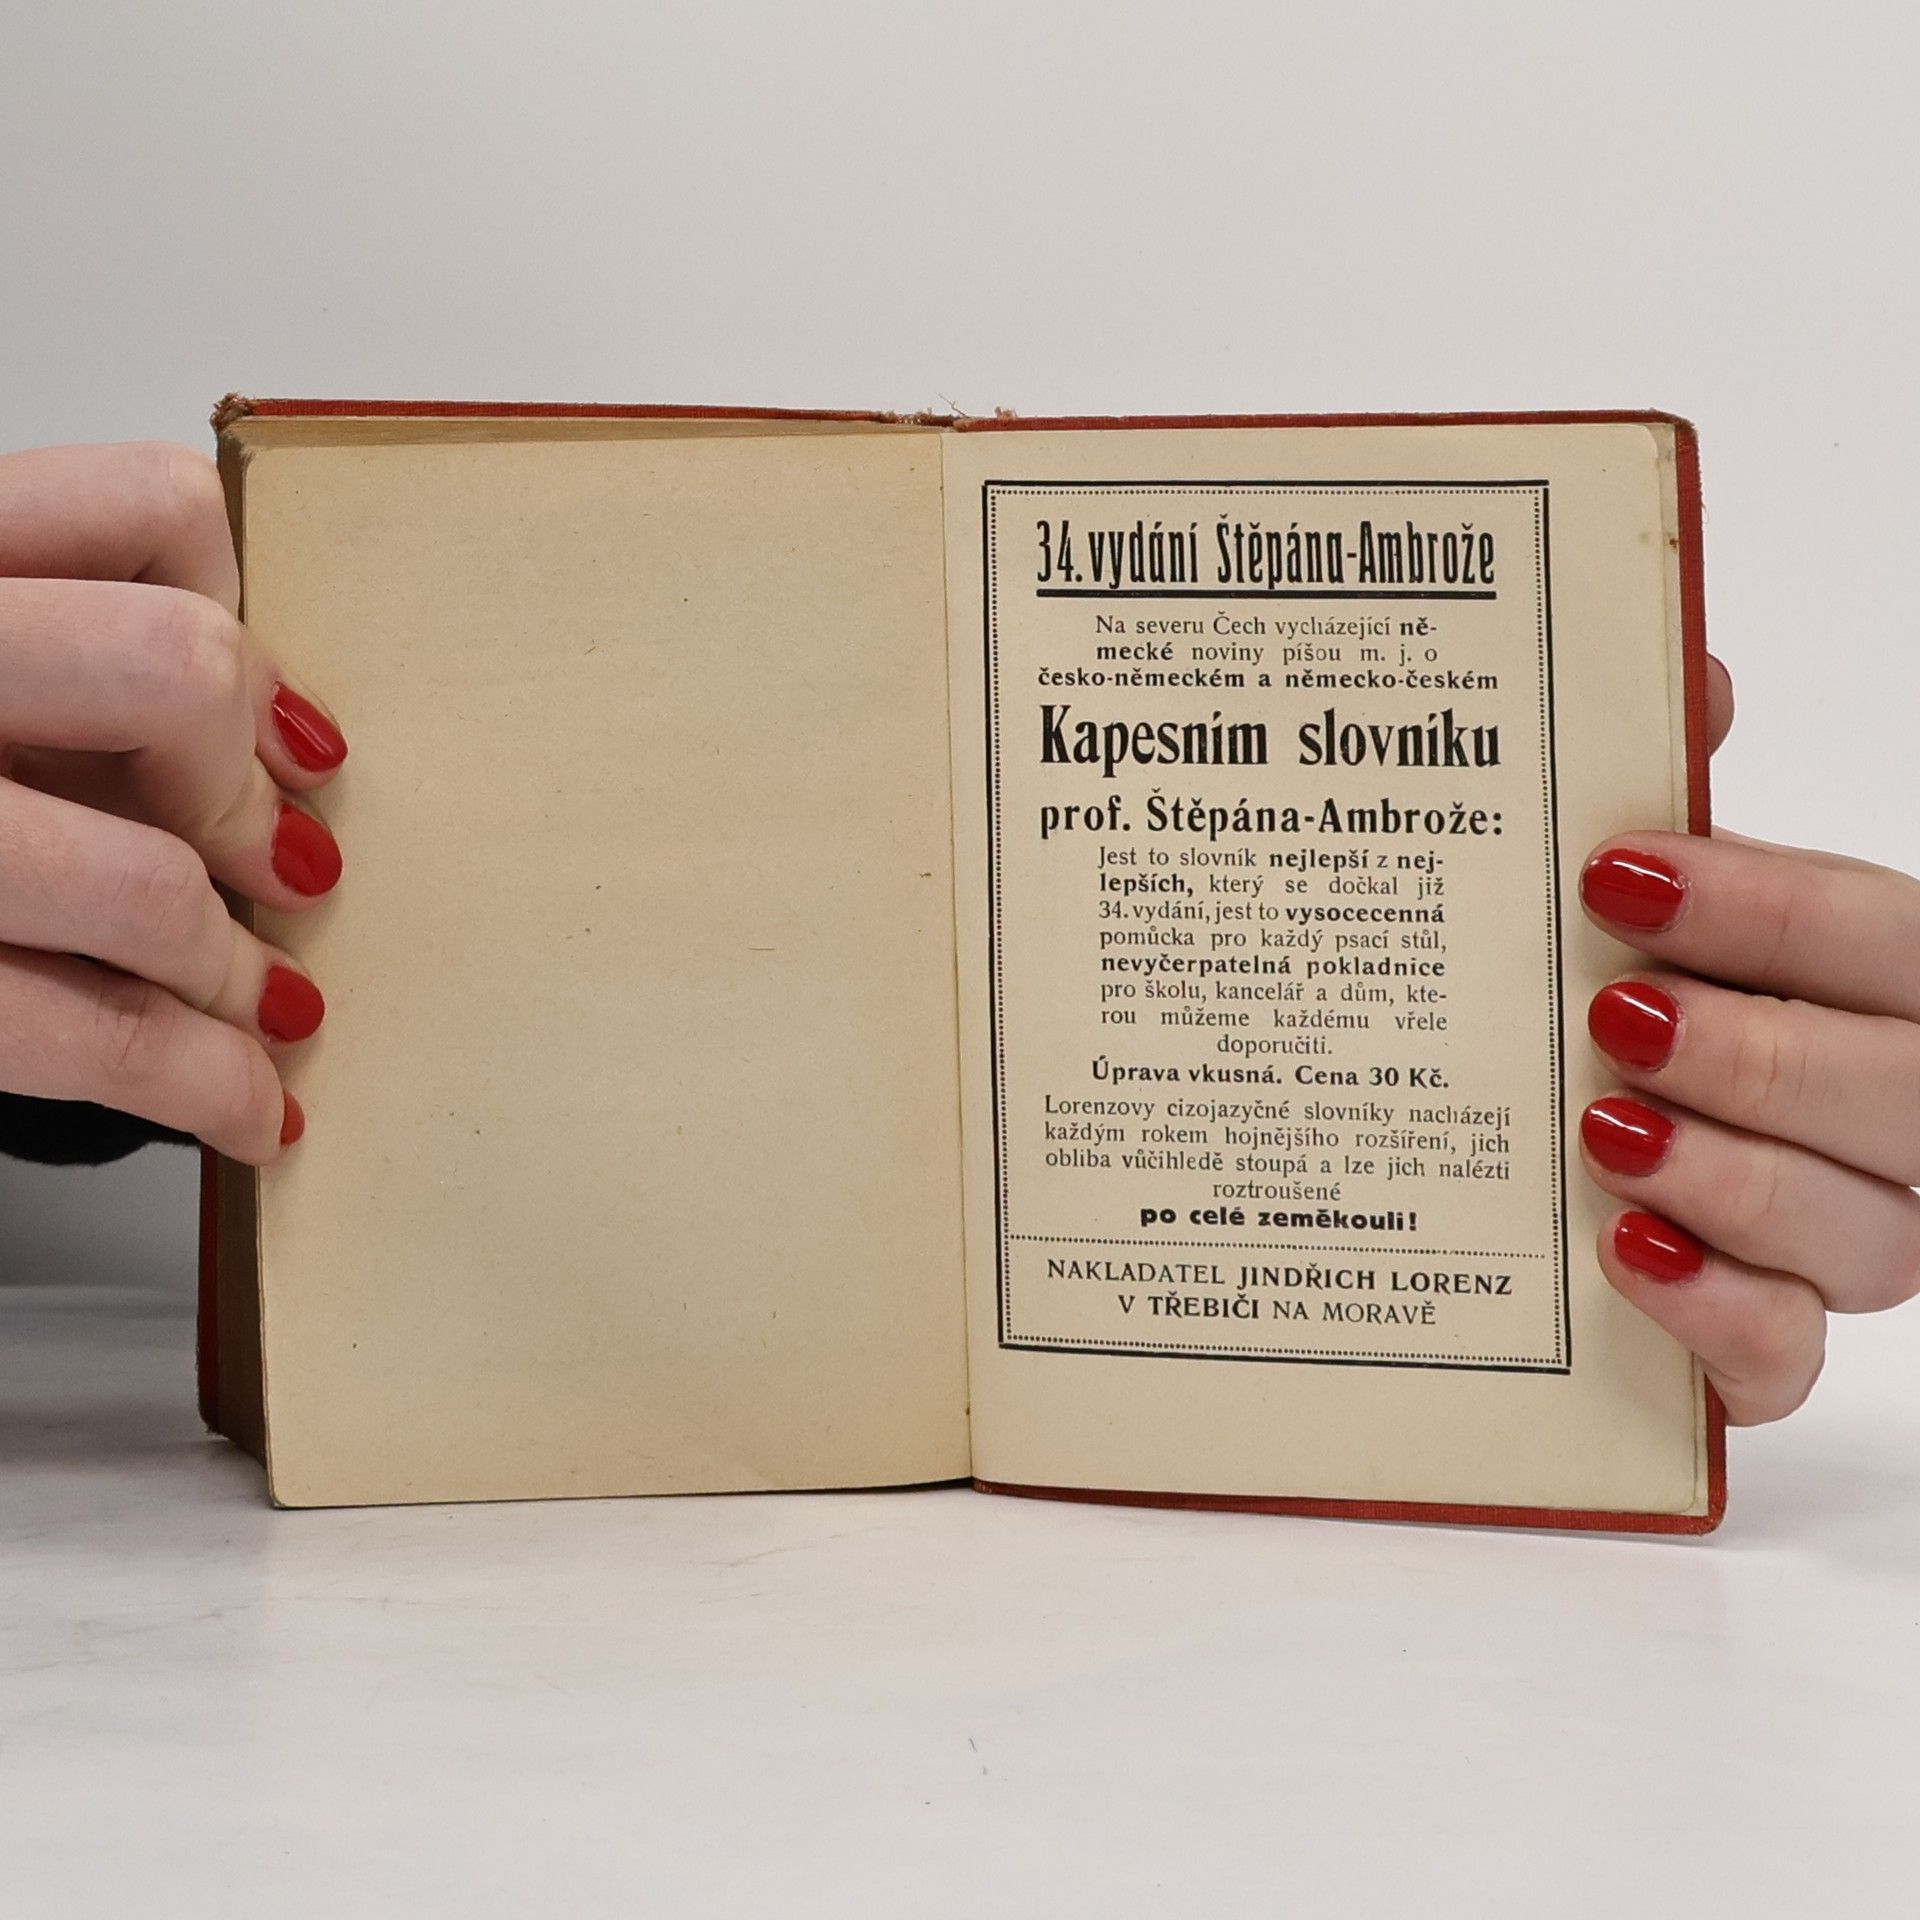 34. vydání Štěpána-Ambrože
Na severu Čech vycházející ně-
mecké noviny píšou m. j. o
česko-německém a německo-českém
Kapesním slovníku
prof. Štěpána-Ambrože:
Jest to slovník nejlepší z nej-
lepších, který se dočkal již
34. vydání, jest to vysocecenná
pomůcka pro každý psací stůl,
nevyčerpatelná pokladnice
pro školu, kancelář a dům, kte-
rou můžeme každému vřele
doporučiti.
Úprava vkusná. Cena 30 Kč.
Lorenzovy cizojazyčné slovníky nacházejí
každým rokem hojnějšího rozšíření, jich
obliba vůčihledě stoupá a lze jich nalézti
roztroušené
po celé zeměkouli!
NAKLADATEL JINDŘICH LORENZ
V TŘEBIČI NA MORAVĚ